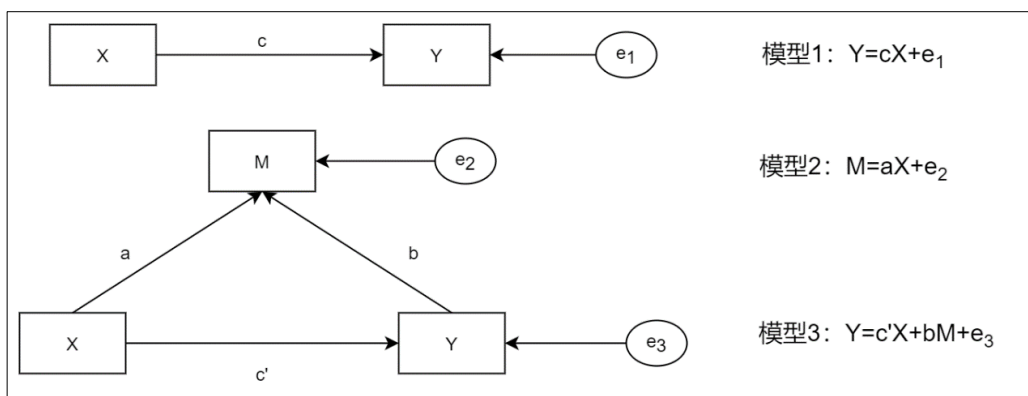 c
X
Y
e₁
模型1：Y=cX+e₁
M
e₂
模型2：M=aX+e₂
a
b
X
Y
e₃
模型3：Y=c'X+bM+e₃
c'